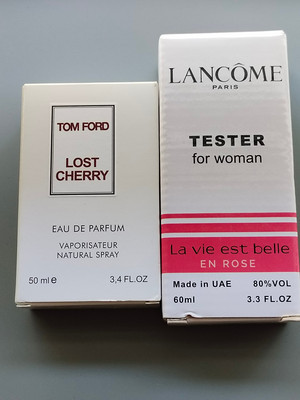 TOM FORD
LOST
CHERRY
EAU DE PARFUM
VAPORISATEUR
NATURAL SPRAY
50 ml e 3,4 FL.OZ
LANCÔME
PARIS
TESTER
for woman
La vie est belle
EN ROSE
Made in UAE 80%VOL
60ml 3.3 FL.OZ